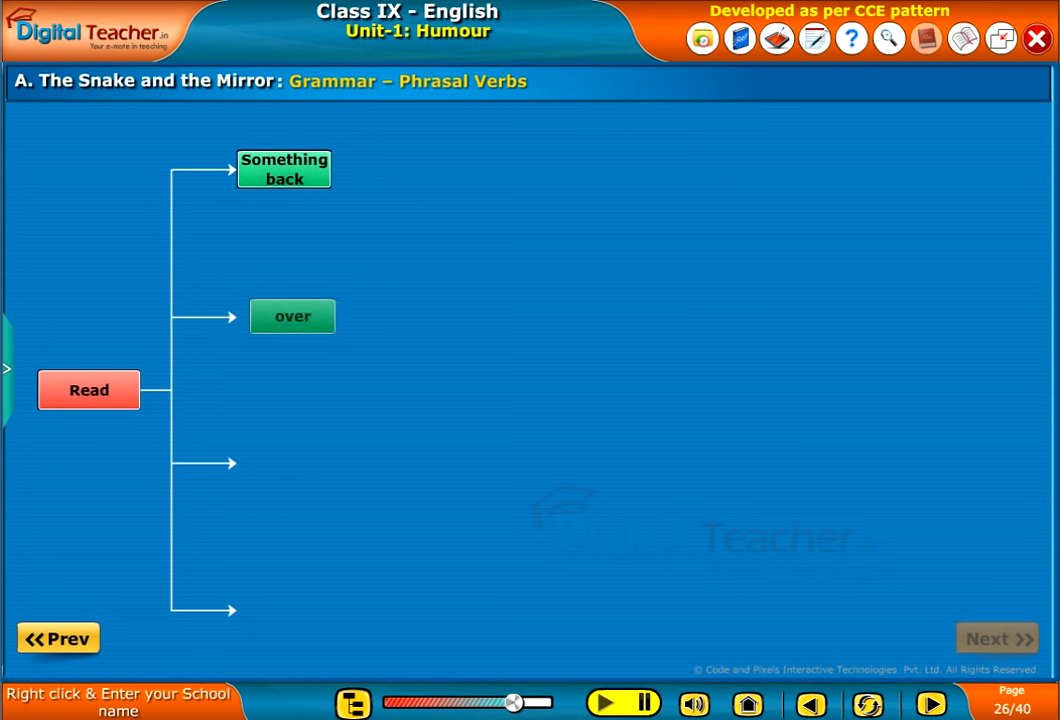 Digital Teacher.in
Your e-mate in teaching
Class IX - English
Unit-1: Humour
Developed as per CCE pattern
A. The Snake and the Mirror : Grammar – Phrasal Verbs
Something
back
over
Read
Digital Teacher
<< Prev
Next >>
© Code and Pixels Interactive Technologies Pvt. Ltd. All Rights Reserved.
Right click & Enter your School
name
Page
26/40